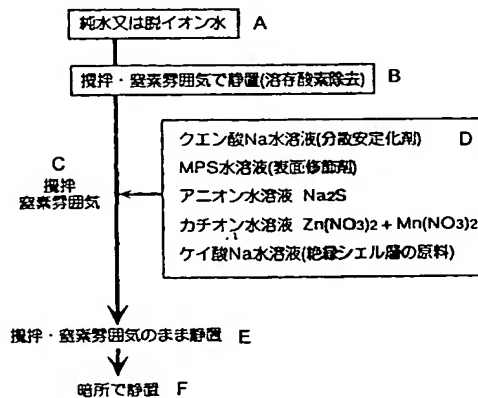 純水又は脱イオン水 A
撹拌・窒素雰囲気で静置(溶存酸素除去) B
C
撹拌
窒素雰囲気
クエン酸Na水溶液(分散安定化剤) D
MPS水溶液(表面修飾剤)
アニオン水溶液 Na2S
カチオン水溶液 Zn(NO3)2 + Mn(NO3)2
ケイ酸Na水溶液(絶縁シェル層の原料)
撹拌・窒素雰囲気のまま静置 E
暗所で静置 F